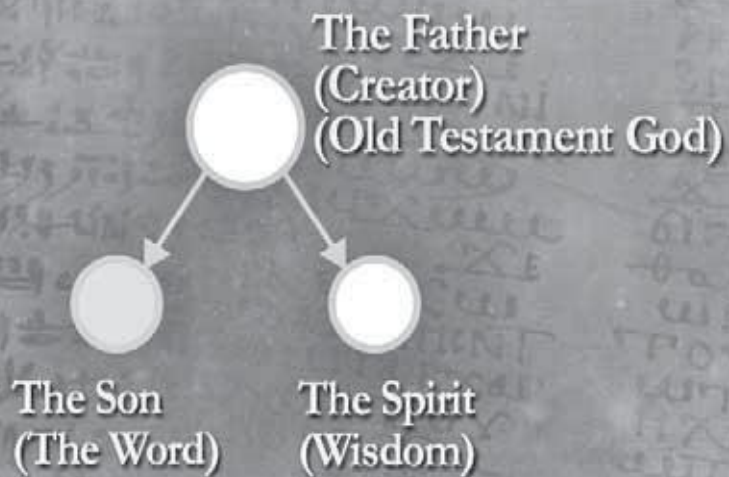 The Father
(Creator)
(Old Testament God)
The Son
(The Word)
The Spirit
(Wisdom)